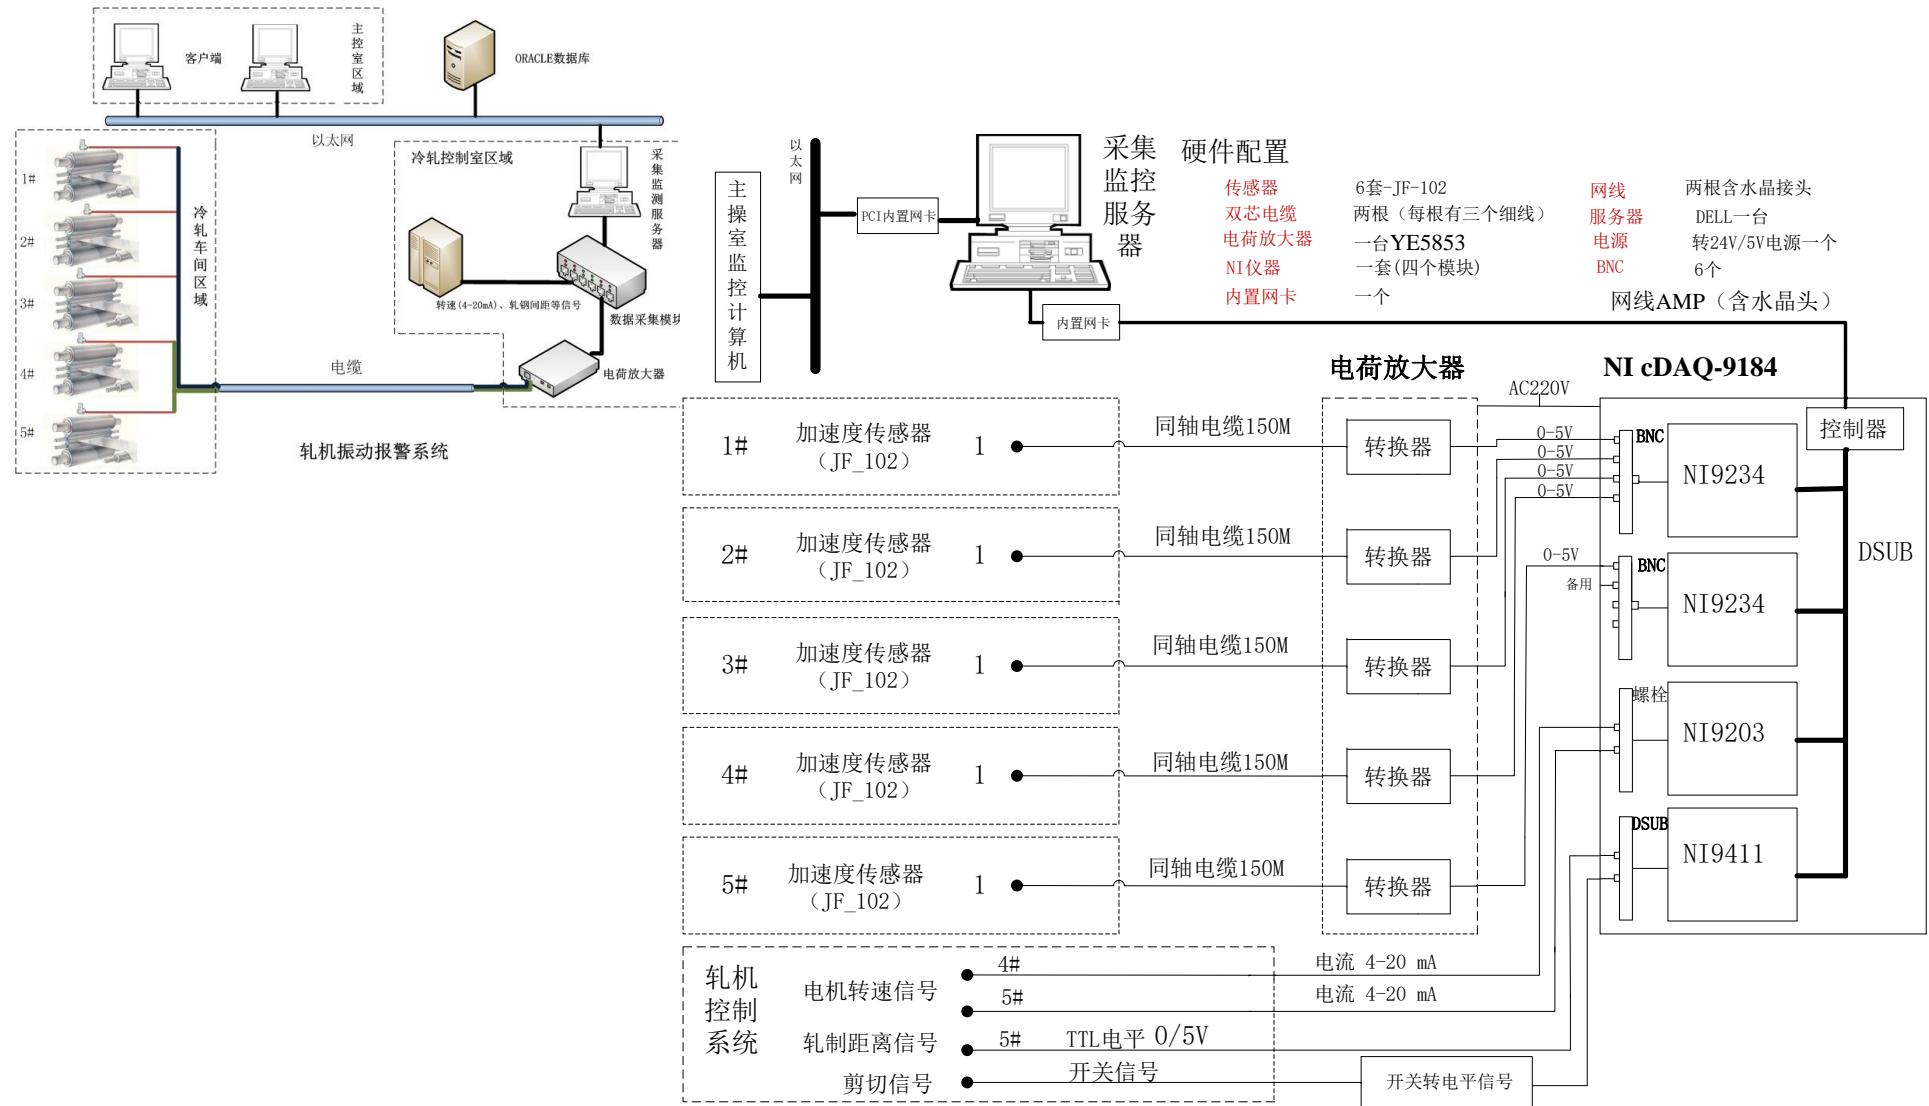 客户端
主控室区域
ORACLE数据库
以太网
冷轧控制室区域
采集监测服务器
1#
2#
3#
4#
5#
冷轧车间区域
转速(4-20mA)、轧钢间距等信号
数据采集模块
电荷放大器
电缆
轧机振动报警系统
主操室监控计算机
以太网
PCI内置网卡
采集监控服务器
内置网卡
硬件配置
传感器 6套-JF-102 网线 两根含水晶接头
双芯电缆 两根（每根有三个细线） 服务器 DELL一台
电荷放大器 一台YE5853 电源 转24V/5V电源一个
NI仪器 一套(四个模块) BNC 6个
内置网卡 一个
网线AMP（含水晶头）
电荷放大器
NI cDAQ-9184
AC220V
控制器
DSUB
1# 加速度传感器 1 同轴电缆150M 转换器
（JF_102）
2# 加速度传感器 1 同轴电缆150M 转换器
（JF_102）
3# 加速度传感器 1 同轴电缆150M 转换器
（JF_102）
4# 加速度传感器 1 同轴电缆150M 转换器
（JF_102）
5# 加速度传感器 1 同轴电缆150M 转换器
（JF_102）
0-5V
0-5V
0-5V
0-5V
BNC
NI9234
0-5V
备用
BNC
NI9234
螺栓
NI9203
DSUB
NI9411
轧机控制系统
电机转速信号
4# 电流 4-20 mA
5# 电流 4-20 mA
轧制距离信号 5# TTL电平 0/5V
剪切信号 开关信号 开关转电平信号